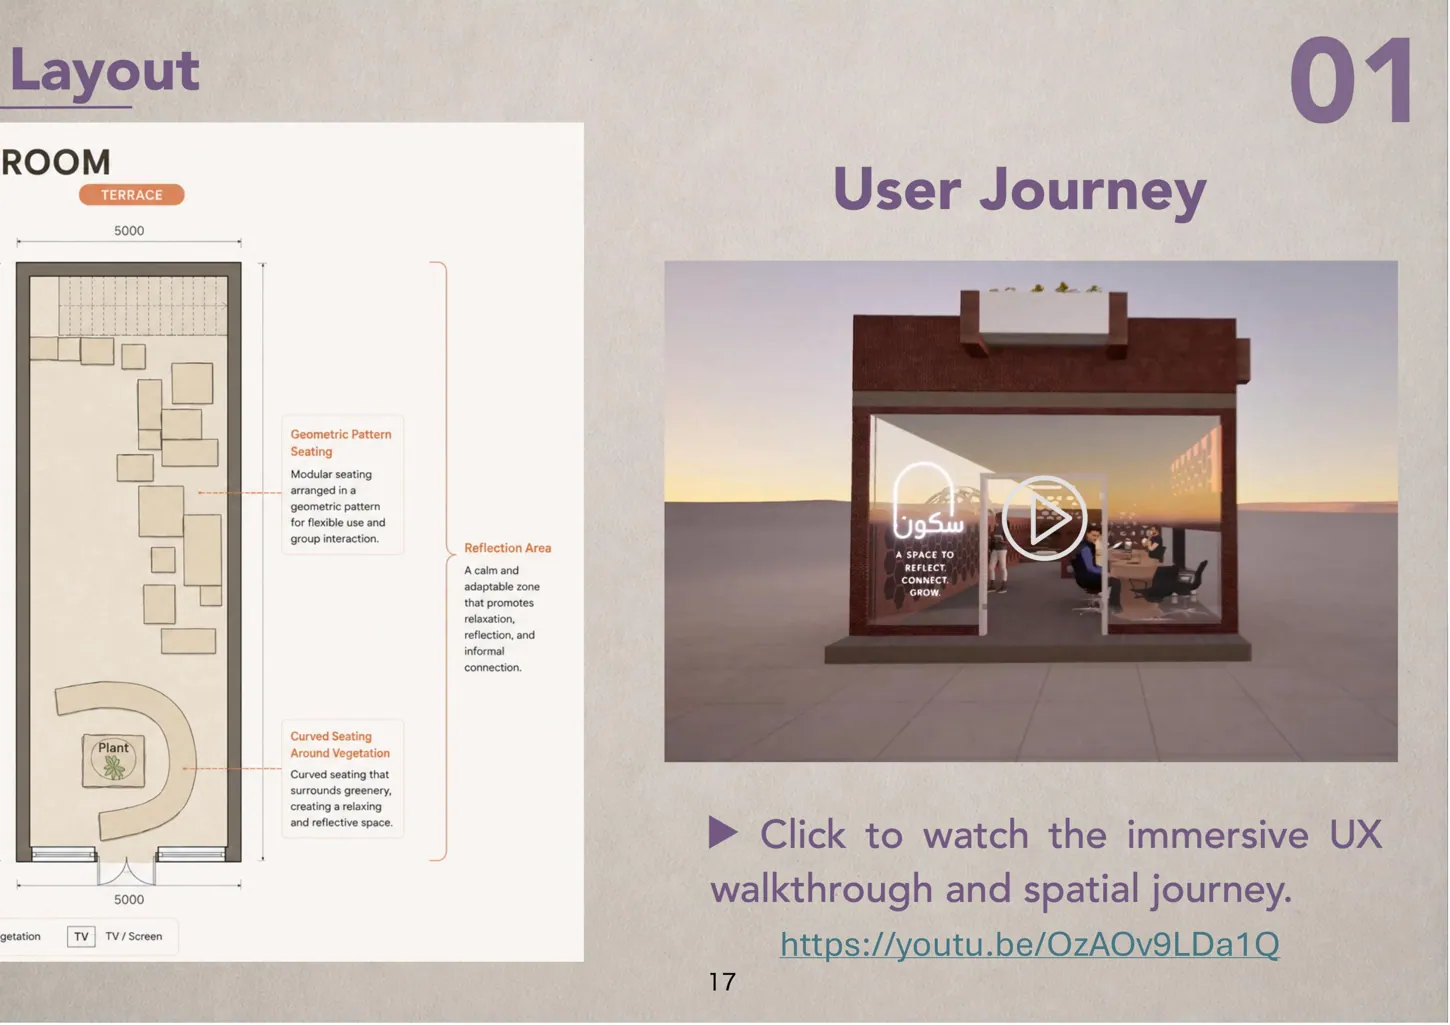 Layout
01
ROOM
TERRACE
5000
Geometric Pattern
Seating
Modular seating
arranged in a
geometric pattern
for flexible use and
group interaction.
Reflection Area
A calm and
adaptable zone
that promotes
relaxation,
reflection, and
informal
connection.
Curved Seating
Around Vegetation
Curved seating that
surrounds greenery,
creating a relaxing
and reflective space.
Plant
5000
getation
TV
TV / Screen
User Journey
سكون
A SPACE TO
REFLECT.
CONNECT.
GROW.
▶ Click to watch the immersive UX
walkthrough and spatial journey.
https://youtu.be/OzAOv9LDa1Q
17